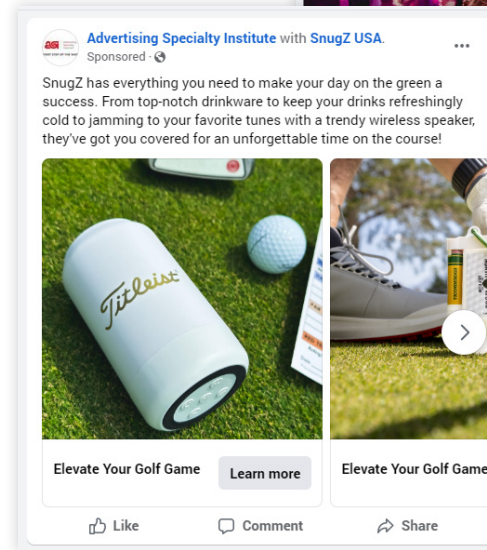 asi
Advertising Specialty Institute with SnugZ USA.
Sponsored ·
SnugZ has everything you need to make your day on the green a
success. From top-notch drinkware to keep your drinks refreshingly
cold to jamming to your favorite tunes with a trendy wireless speaker,
they've got you covered for an unforgettable time on the course!
Titleist
Elevate Your Golf Game
Learn more
Elevate Your Golf Game
Like
Comment
Share